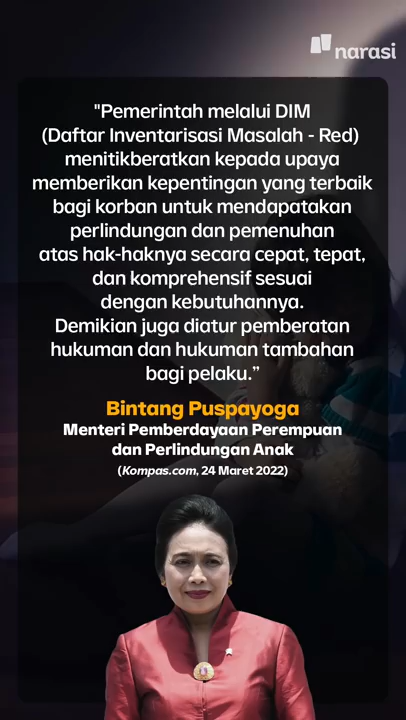 narasi
"Pemerintah melalui DIM
(Daftar Inventarisasi Masalah - Red)
menitikberatkan kepada upaya
memberikan kepentingan yang terbaik
bagi korban untuk mendapatakan
perlindungan dan pemenuhan
atas hak-haknya secara cepat, tepat,
dan komprehensif sesuai
dengan kebutuhannya.
Demikian juga diatur pemberatan
hukuman dan hukuman tambahan
bagi pelaku.”
Bintang Puspayoga
Menteri Pemberdayaan Perempuan
dan Perlindungan Anak
(Kompas.com, 24 Maret 2022)